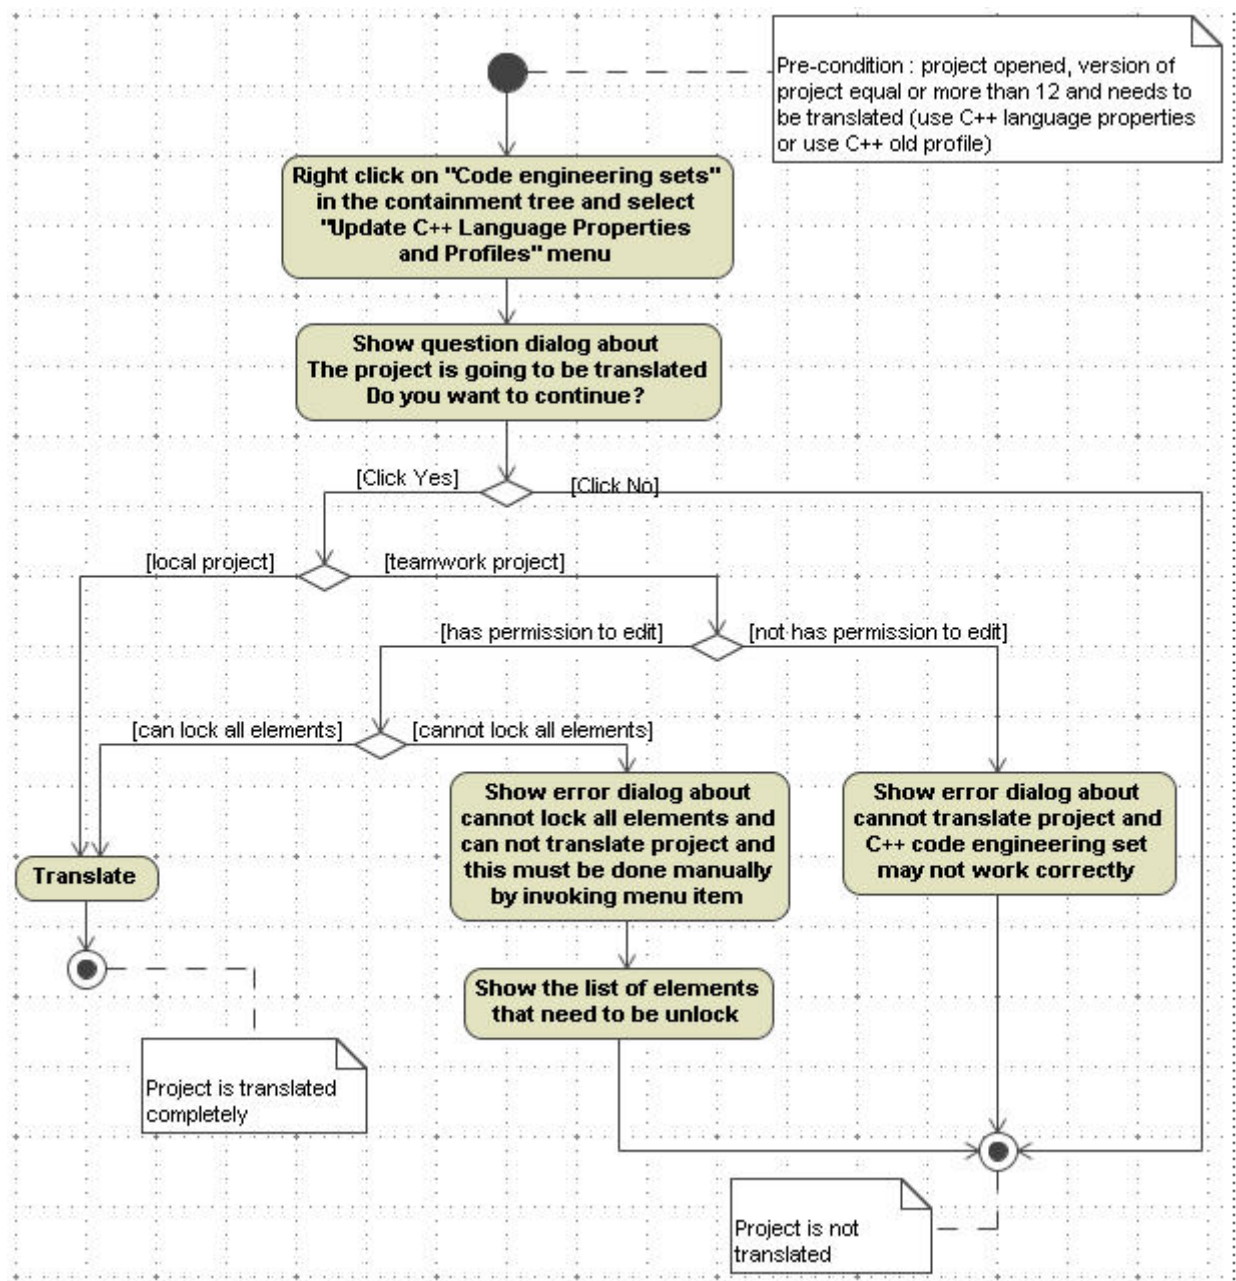 Pre-condition : project opened, version of
project equal or more than 12 and needs to
be translated (use C++ language properties
or use C++ old profile)
Right click on "Code engineering sets"
in the containment tree and select
"Update C++ Language Properties
and Profiles" menu
Show question dialog about
The project is going to be translated
Do you want to continue?
[Click Yes]
[Click No]
[local project]
[teamwork project]
[has permission to edit]
[not has permission to edit]
[can lock all elements]
[cannot lock all elements]
Show error dialog about
cannot lock all elements and
can not translate project and
this must be done manually
by invoking menu item
Show error dialog about
cannot translate project and
C++ code engineering set
may not work correctly
Translate
Show the list of elements
that need to be unlock
Project is translated
completely
Project is not
translated